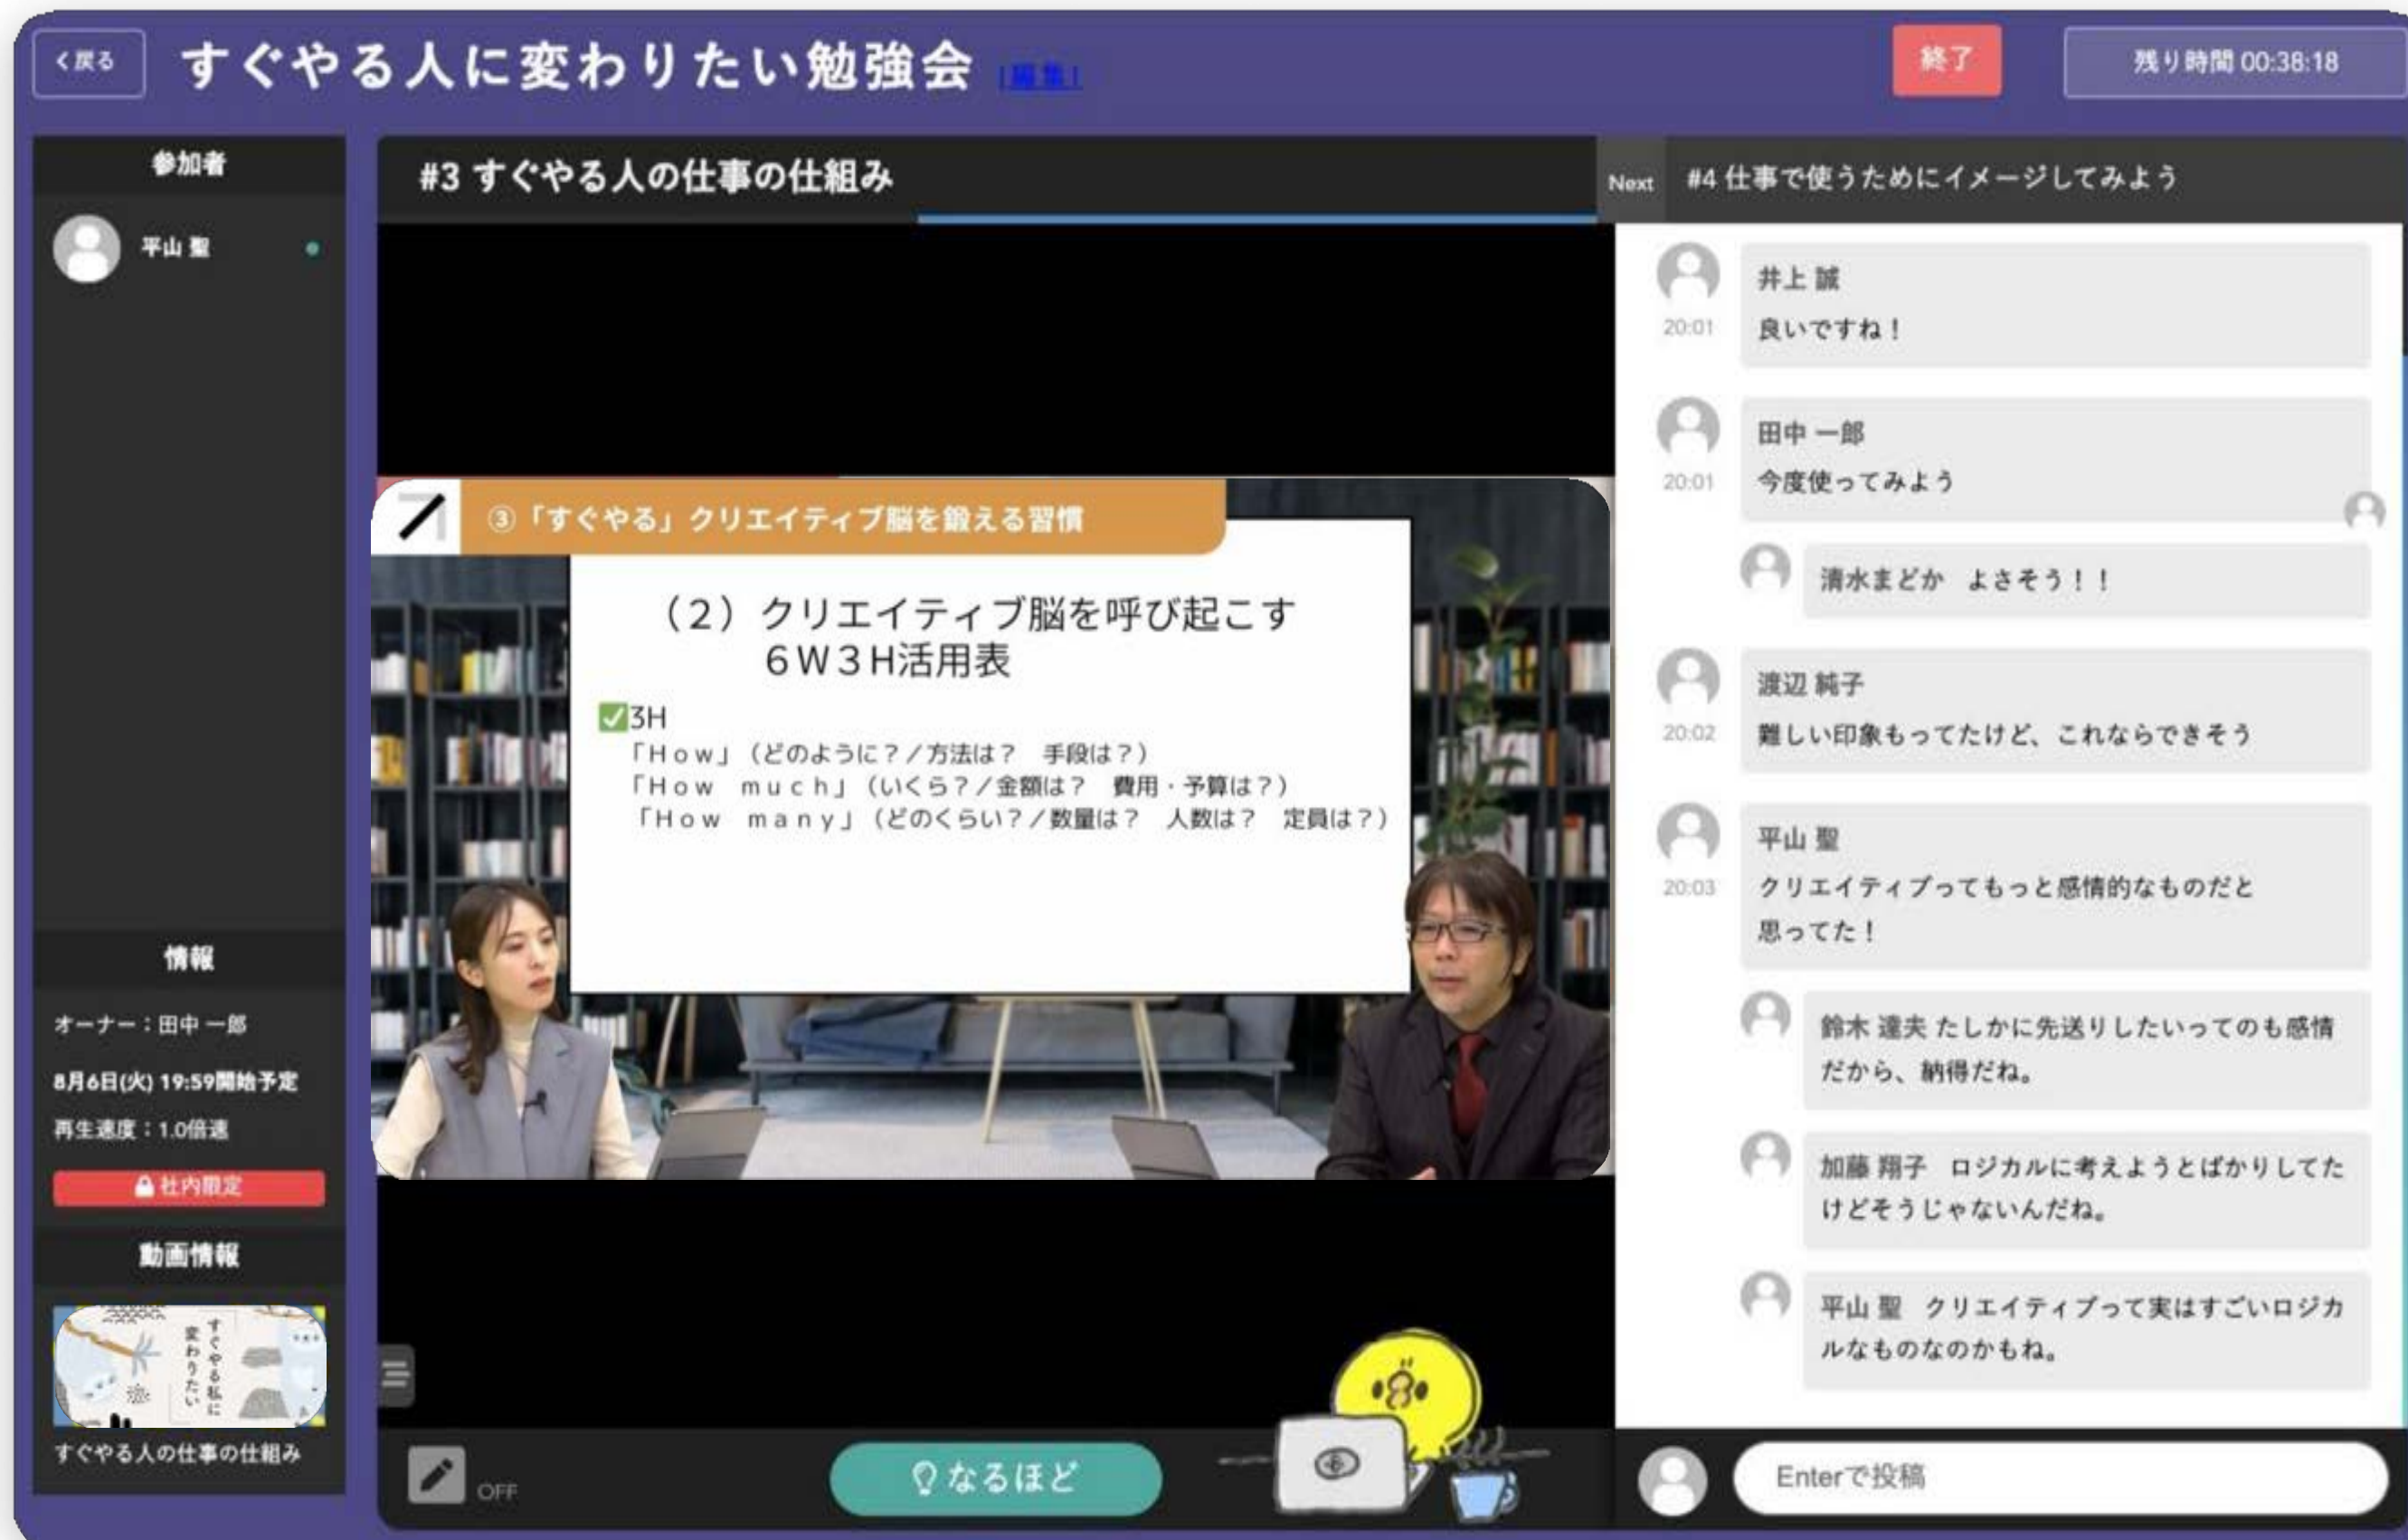 く戻る
すぐやる人に変わりたい勉強会 [編集]
終了
残り時間 00:38:18
参加者
平山 聖
情報
オーナー：田中 一郎
8月6日(火) 19:59開始予定
再生速度：1.0倍速
社内限定
動画情報
すぐやる私に
変わりたい
すぐやる人の仕事の仕組み
#3 すぐやる人の仕事の仕組み
Next #4 仕事で使うためにイメージしてみよう
③「すぐやる」クリエイティブ脳を鍛える習慣
（2）クリエイティブ脳を呼び起こす
６Ｗ３Ｈ活用表
✅3H
「Ｈｏｗ」（どのように？／方法は？　手段は？）
「Ｈｏｗ　ｍｕｃｈ」（いくら？／金額は？　費用・予算は？）
「Ｈｏｗ　ｍａｎｙ」（どのくらい？／数量は？　人数は？　定員は？）
OFF
なるほど
井上 誠
20:01
良いですね！
田中 一郎
20:01
今度使ってみよう
清水まどか　よさそう！！
渡辺 純子
20:02
難しい印象もってたけど、これならできそう
平山 聖
20:03
クリエイティブってもっと感情的なものだと
思ってた！
鈴木 達夫 たしかに先送りしたいってのも感情
だから、納得だね。
加藤 翔子　ロジカルに考えようとばかりしてた
けどそうじゃないんだね。
平山 聖　クリエイティブって実はすごいロジカ
ルなものなのかもね。
Enterで投稿